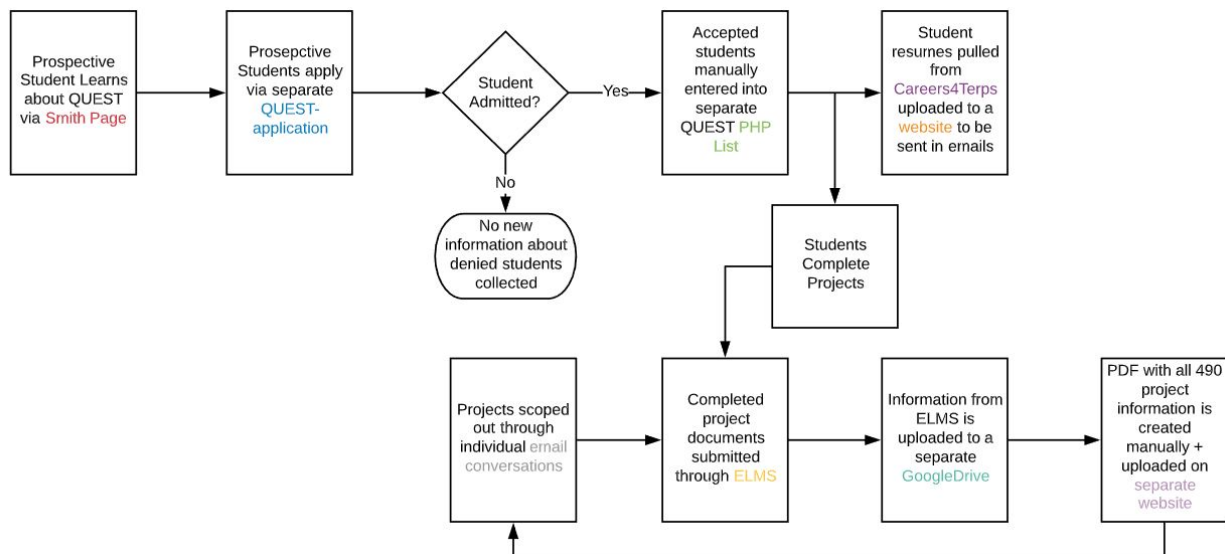 Prospective
Student Learns
about QUEST
via Smith Page
Prosepctive
Students apply
via separate
QUEST-
application
Student
Admitted?
Yes
No
No new
information about
denied students
collected
Accepted
students
manually
entered into
separate
QUEST PHP
List
Student
resumes pulled
from
Careers4Terps
uploaded to a
website to be
sent in emails
Students
Complete
Projects
Projects scoped
out through
individual email
conversations
Completed
project
documents
submitted
through ELMS
Information from
ELMS is
uploaded to a
separate
GoogleDrive
PDF with all 490
project
information is
created
manually +
uploaded on
separate
website